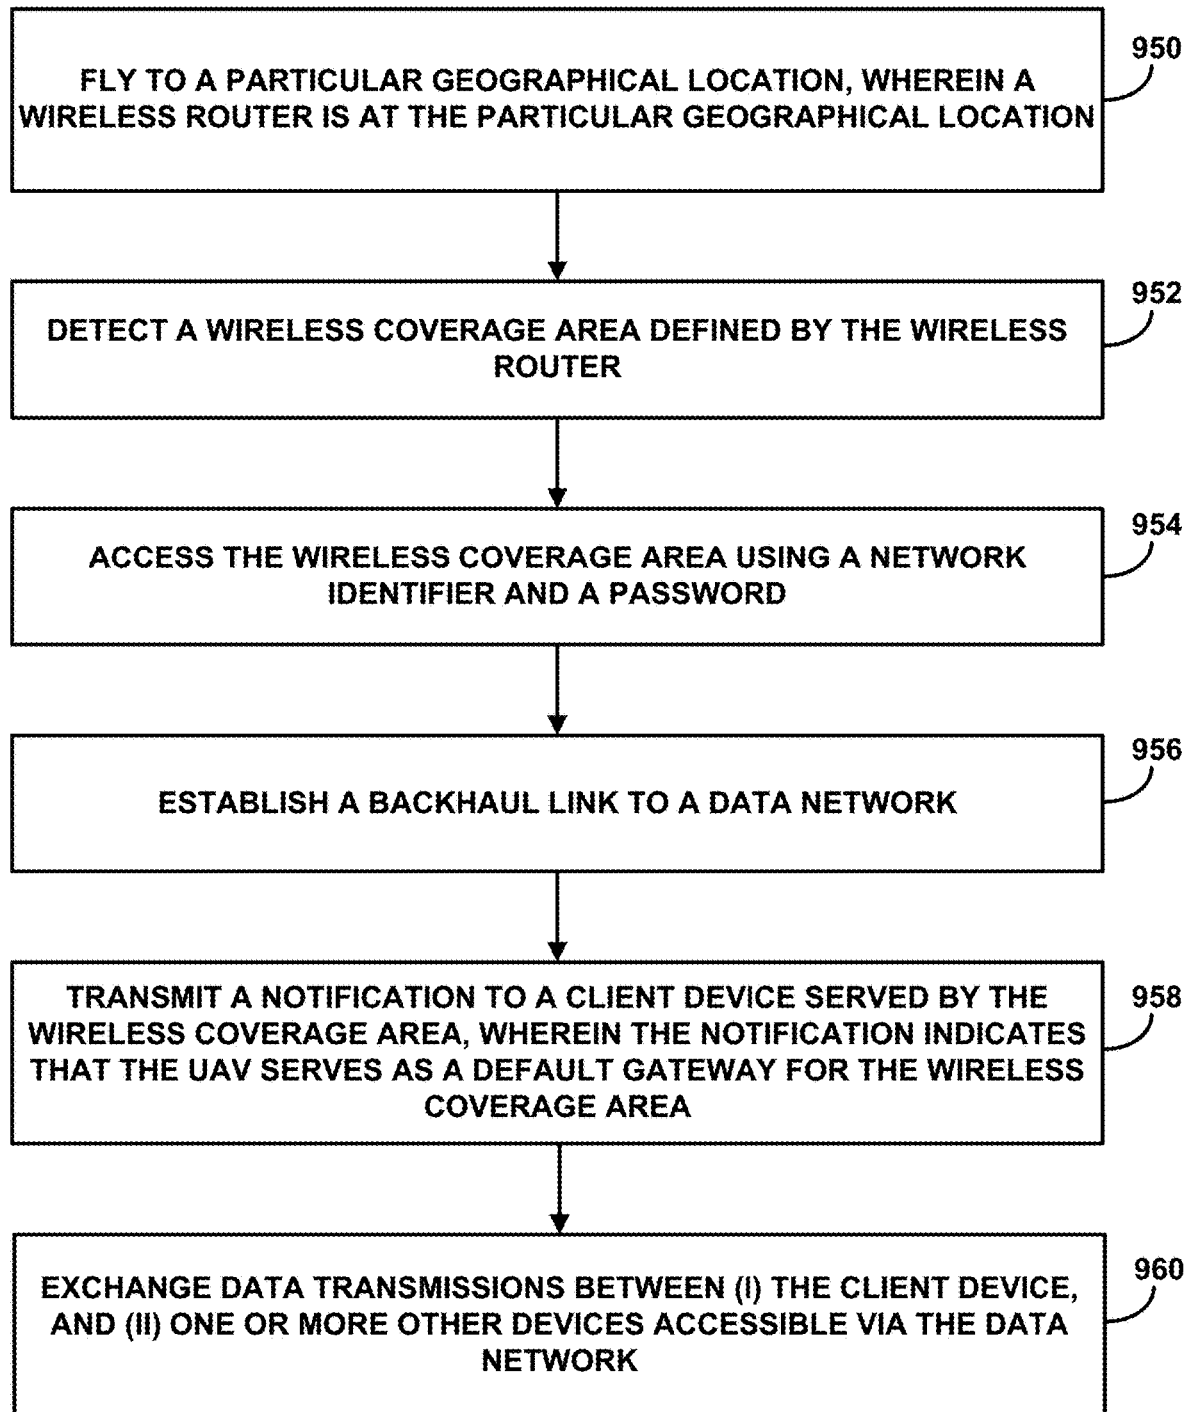 950
FLY TO A PARTICULAR GEOGRAPHICAL LOCATION, WHEREIN A
WIRELESS ROUTER IS AT THE PARTICULAR GEOGRAPHICAL LOCATION
952
DETECT A WIRELESS COVERAGE AREA DEFINED BY THE WIRELESS
ROUTER
954
ACCESS THE WIRELESS COVERAGE AREA USING A NETWORK
IDENTIFIER AND A PASSWORD
956
ESTABLISH A BACKHAUL LINK TO A DATA NETWORK
958
TRANSMIT A NOTIFICATION TO A CLIENT DEVICE SERVED BY THE
WIRELESS COVERAGE AREA, WHEREIN THE NOTIFICATION INDICATES
THAT THE UAV SERVES AS A DEFAULT GATEWAY FOR THE WIRELESS
COVERAGE AREA
960
EXCHANGE DATA TRANSMISSIONS BETWEEN (I) THE CLIENT DEVICE,
AND (II) ONE OR MORE OTHER DEVICES ACCESSIBLE VIA THE DATA
NETWORK